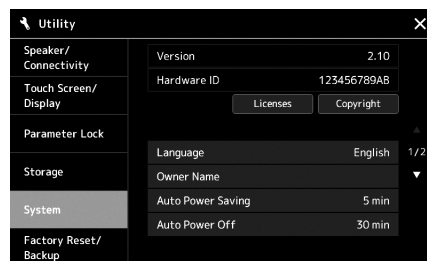 Utility
Speaker/
Connectivity
Touch Screen/
Display
Parameter Lock
Storage
System
Factory Reset/
Backup
Version 2.10
Hardware ID 123456789AB
Licenses Copyright
Language English
1/2
Owner Name
Auto Power Saving 5 min
Auto Power Off 30 min